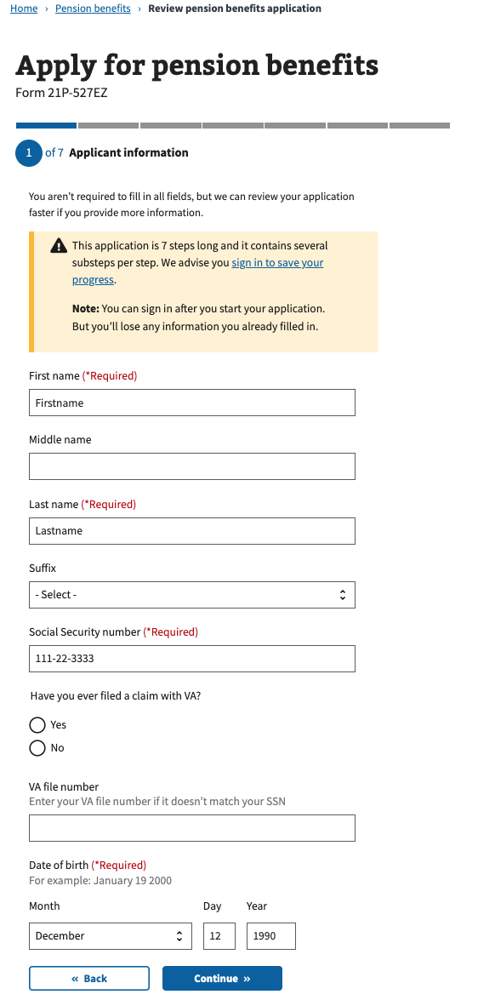 Home › Pension benefits › Review pension benefits application
Apply for pension benefits
Form 21P-527EZ
1 of 7 Applicant information
You aren’t required to fill in all fields, but we can review your application
faster if you provide more information.
This application is 7 steps long and it contains several
substeps per step. We advise you sign in to save your
progress.
Note: You can sign in after you start your application.
But you’ll lose any information you already filled in.
First name (*Required)
Firstname
Middle name
Last name (*Required)
Lastname
Suffix
- Select -
Social Security number (*Required)
111-22-3333
Have you ever filed a claim with VA?
Yes
No
VA file number
Enter your VA file number if it doesn’t match your SSN
Date of birth (*Required)
For example: January 19 2000
Month Day Year
December 12 1990
« Back Continue »